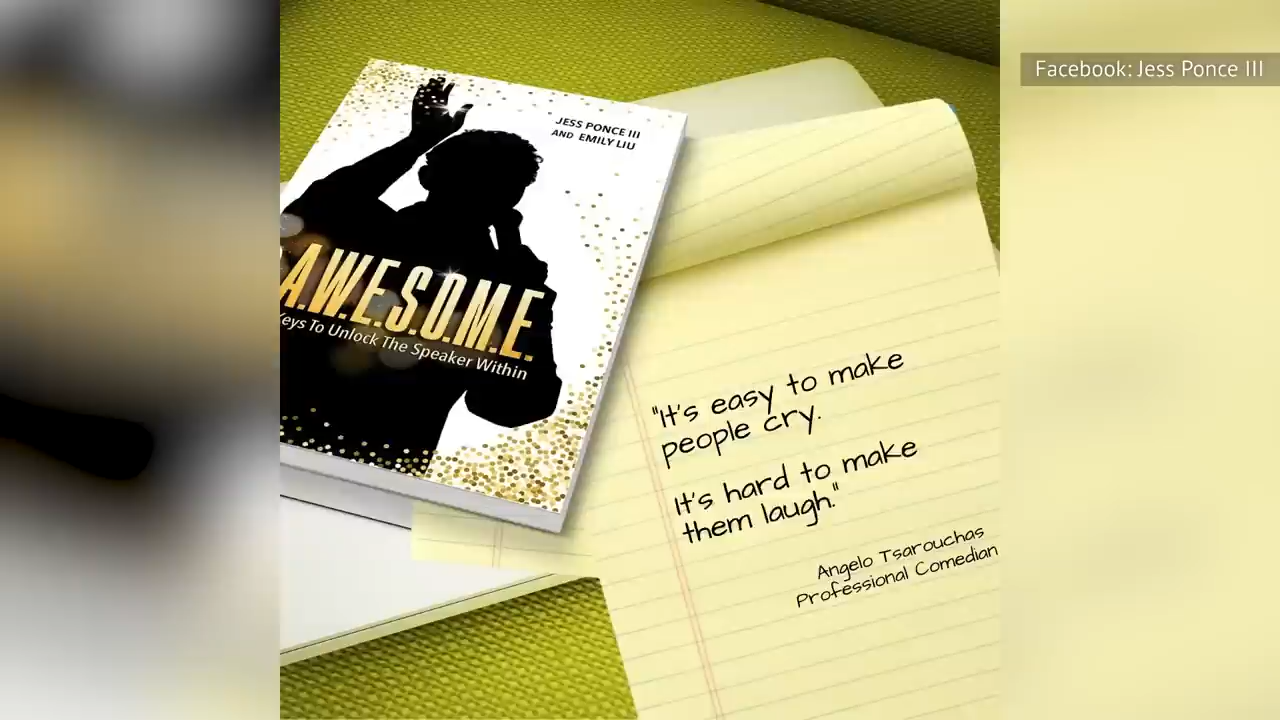 Facebook: Jess Ponce III
JESS PONCE III
AND EMILY LIU
A.W.E.S.O.M.E.
Keys To Unlock The Speaker Within
"It's easy to make
people cry.
It's hard to make
them laugh."
Angelo Tsarouchas
Professional Comedian